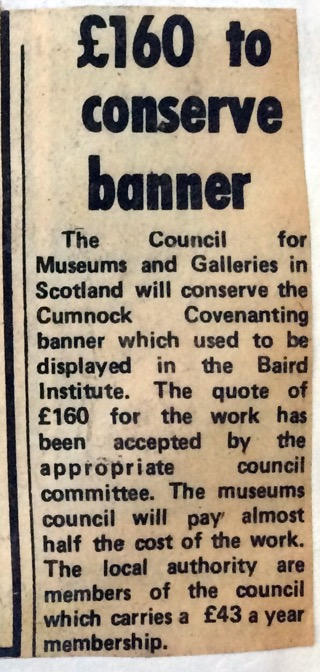 £160 to
conserve
banner
The Council for
Museums and Galleries in
Scotland will conserve the
Cumnock Covenanting
banner which used to be
displayed in the Baird
Institute. The quote of
£160 for the work has
been accepted by the
appropriate council
committee. The museums
council will pay almost
half the cost of the work.
The local authority are
members of the council
which carries a £43 a year
membership.